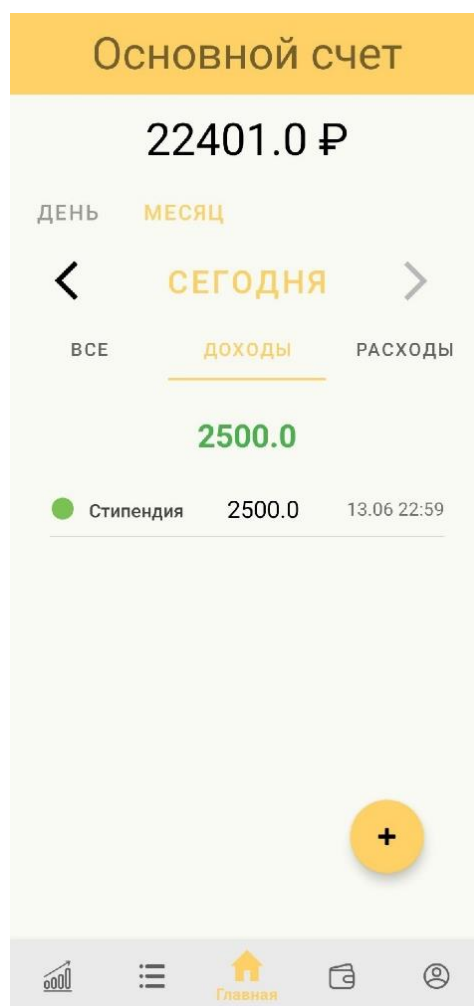 Основной счет
22401.0 ₽
ДЕНЬ МЕСЯЦ
СЕГОДНЯ
ВСЕ ДОХОДЫ РАСХОДЫ
2500.0
Стипендия 2500.0 13.06 22:59
+
Главная